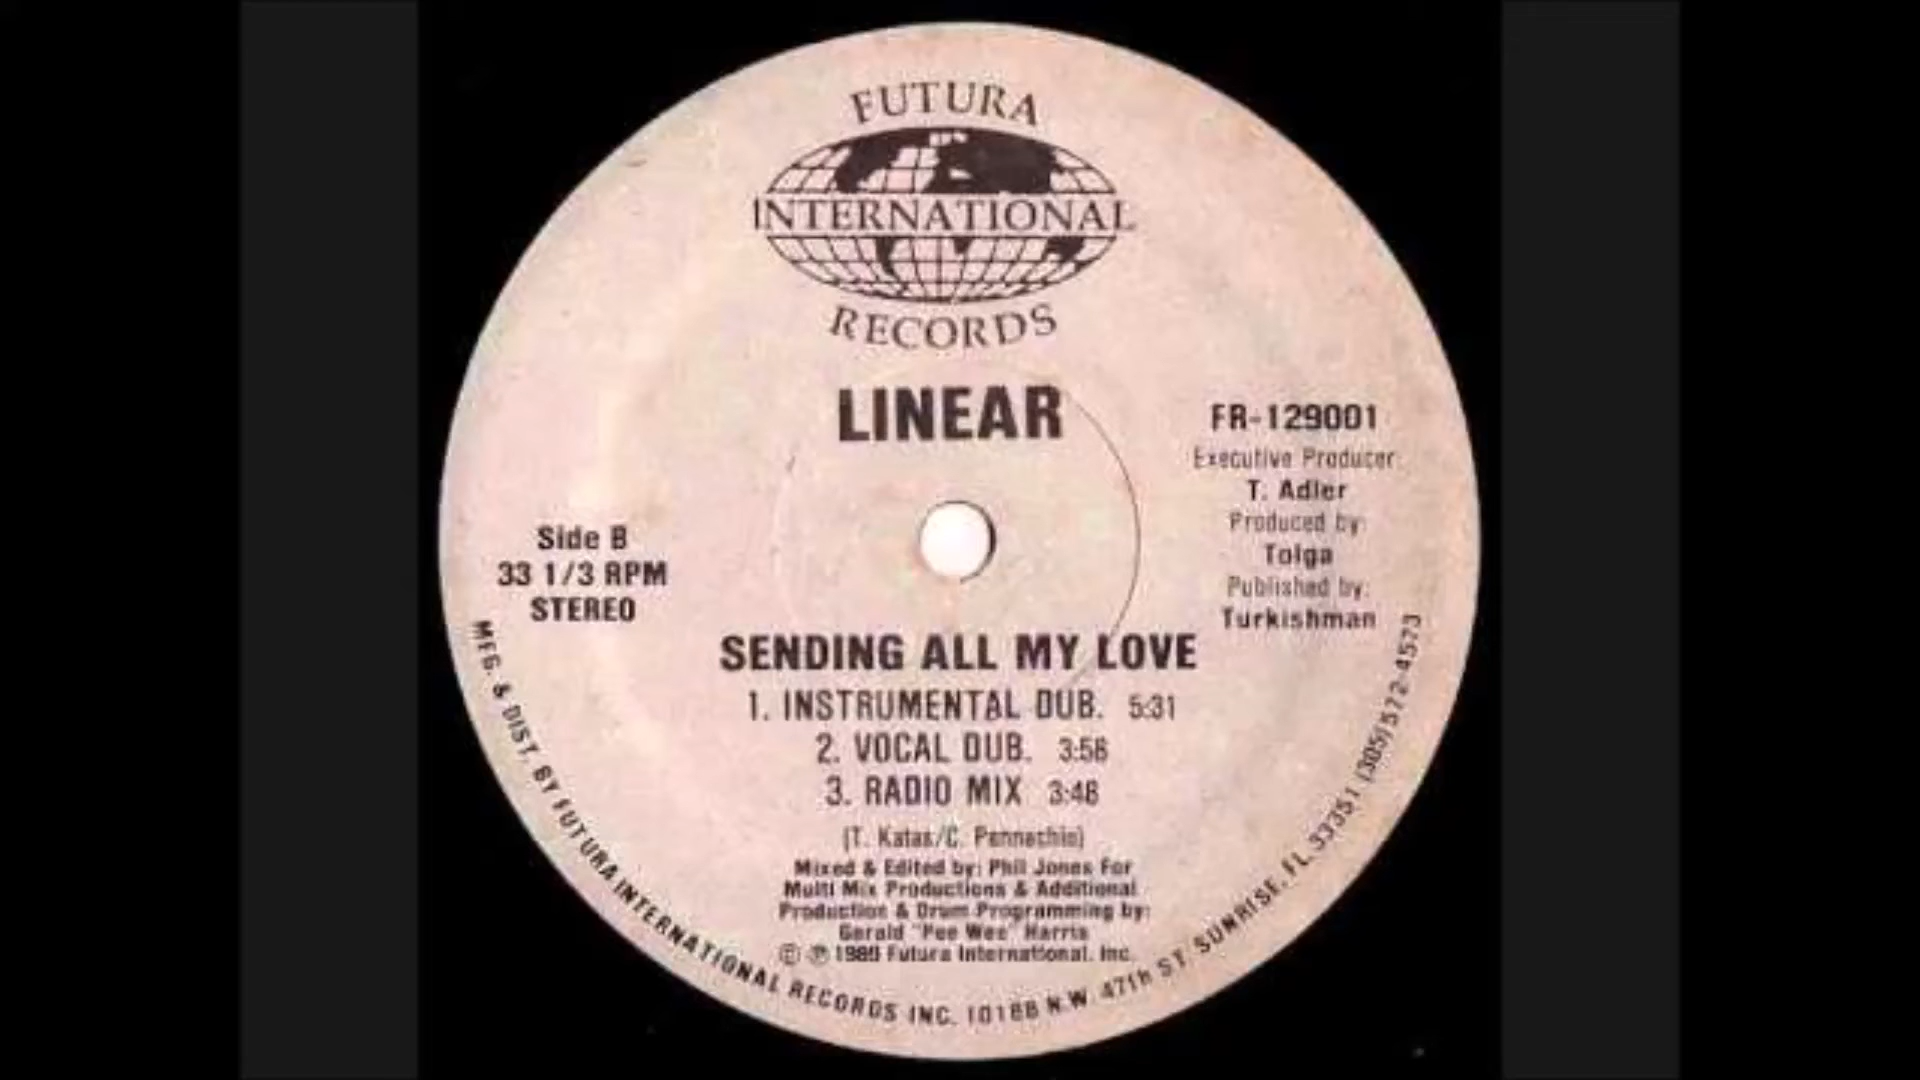 FUTURA
INTERNATIONAL
RECORDS
LINEAR
FR-129001
Executive Producer:
T. Adler
Produced by:
Tolga
Published by:
Turkishman
Side B
33 1/3 RPM
STEREO
SENDING ALL MY LOVE
1. INSTRUMENTAL DUB. 5:31
2. VOCAL DUB. 3:56
3. RADIO MIX 3:46
(T. Katas/C. Pennachio)
Mixed & Edited by: Phil Jones For
Multi Mix Productions & Additional
Production & Drum Programming by:
Gerald "Pee Wee" Harris
© ℗ 1989 Futura International, Inc.
MFG. & DIST. BY FUTURA INTERNATIONAL RECORDS INC. 10188 N.W. 47th ST. SUNRISE, FL. 33351 (305) 572-4573